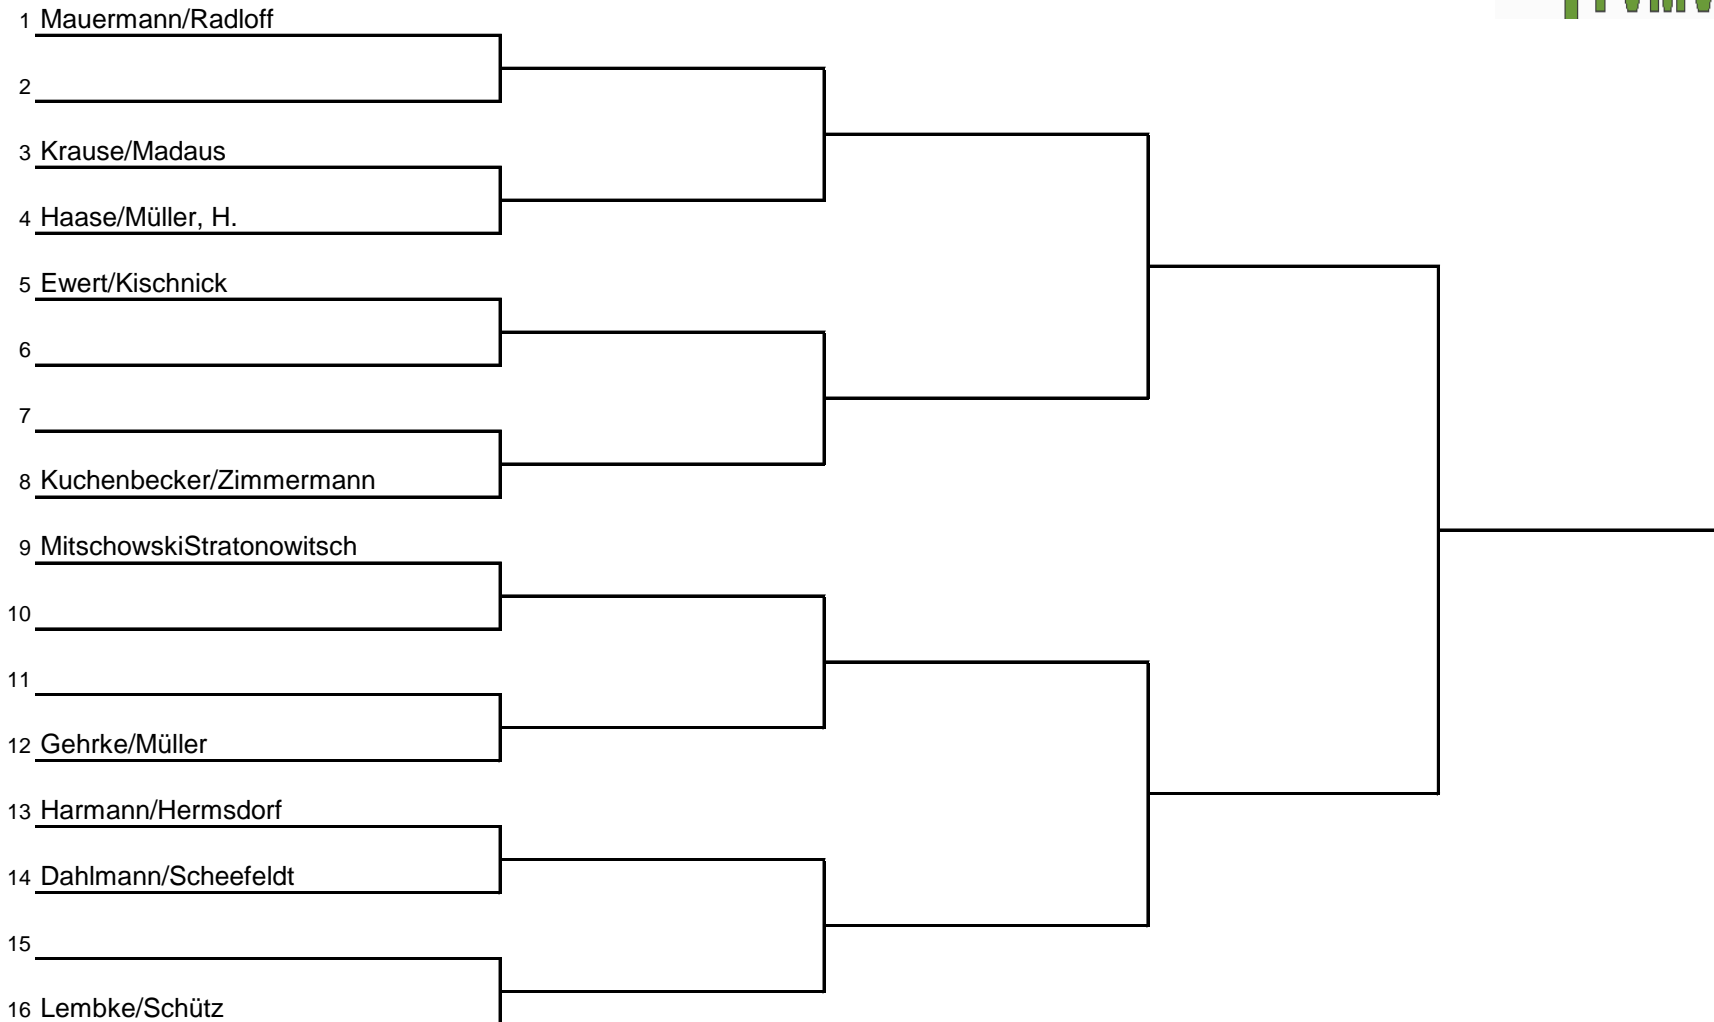 1 Mauermann/Radloff
2
3 Krause/Madaus
4 Haase/Müller, H.
5 Ewert/Kischnick
6
7
8 Kuchenbecker/Zimmermann
9 MitschowskiStratonowitsch
10
11
12 Gehrke/Müller
13 Harmann/Hermsdorf
14 Dahlmann/Scheefeldt
15
16 Lembke/Schütz